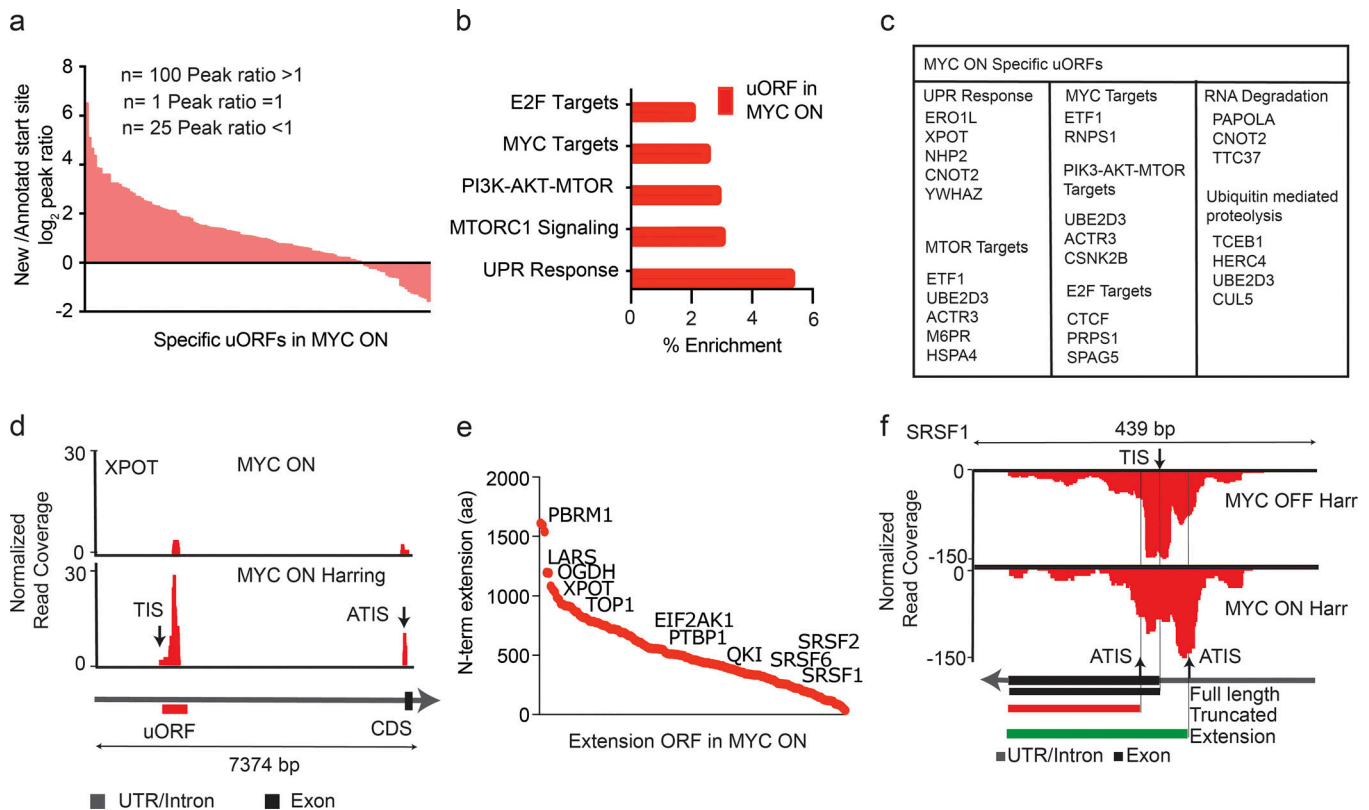 a
8
6
4
2
0
-2
New /Annotatd start site
log2 peak ratio
n= 100 Peak ratio >1
n= 1 Peak ratio =1
n= 25 Peak ratio <1
Specific uORFs in MYC ON
b
uORF in
MYC ON
E2F Targets
MYC Targets
PI3K-AKT-MTOR
MTORC1 Signaling
UPR Response
0 2 4 6
% Enrichment
c
MYC ON Specific uORFs
UPR Response
ERO1L
XPOT
NHP2
CNOT2
YWHAZ
MTOR Targets
ETF1
UBE2D3
ACTR3
M6PR
HSPA4
MYC Targets
ETF1
RNPS1
PIK3-AKT-MTOR
Targets
UBE2D3
ACTR3
CSNK2B
E2F Targets
CTCF
PRPS1
SPAG5
RNA Degradation
PAPOLA
CNOT2
TTC37
Ubiquitin mediated
proteolysis
TCEB1
HERC4
UBE2D3
CUL5
d
Normalized
Read Coverage
30
XPOT
MYC ON
0
30
MYC ON Harring
TIS
ATIS
0
uORF
CDS
7374 bp
UTR/Intron
Exon
e
N-term extension (aa)
2000
1500
1000
500
0
PBRM1
LARS
OGDH
XPOT
TOP1
EIF2AK1
PTBP1
QKI
SRSF2
SRSF6
SRSF1
Extension ORF in MYC ON
f
SRSF1
439 bp
TIS
Normalized
Read Coverage
0
MYC OFF Harr
-150
0
MYC ON Harr
-150
ATIS
ATIS
Full length
Truncated
Extension
UTR/Intron
Exon